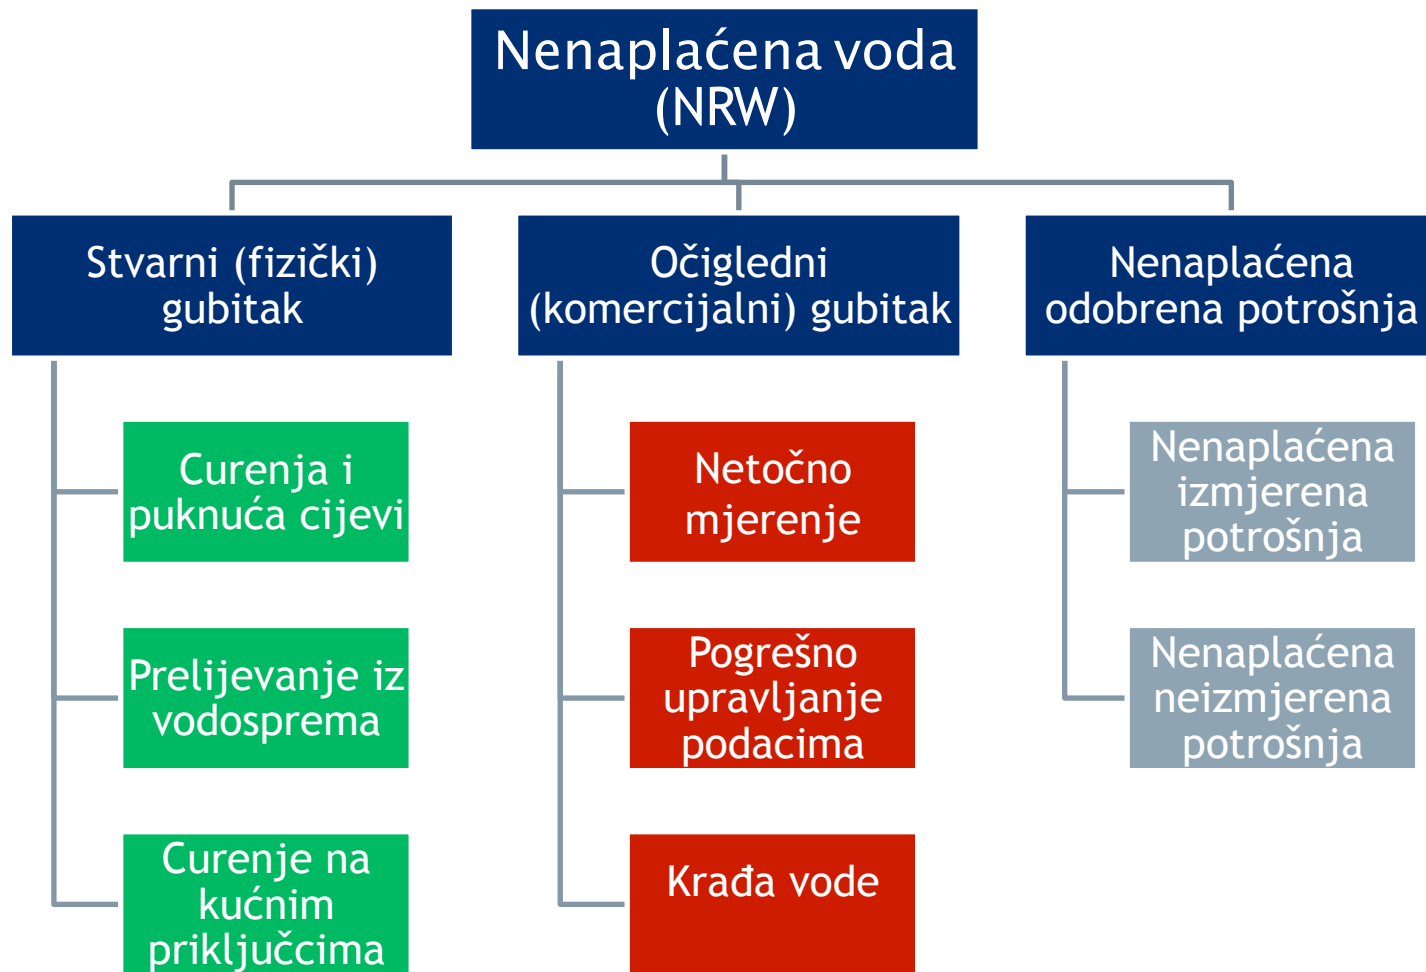 Nenaplaćena voda
(NRW)
Stvarni (fizički)
gubitak
Očigledni
(komercijalni) gubitak
Nenaplaćena
odobrena potrošnja
Curenja i
puknuća cijevi
Prelijevanje iz
vodosprema
Curenje na
kućnim
priključcima
Netočno
mjerenje
Pogrešno
upravljanje
podacima
Krađa vode
Nenaplaćena
izmjerena
potrošnja
Nenaplaćena
neizmjerena
potrošnja